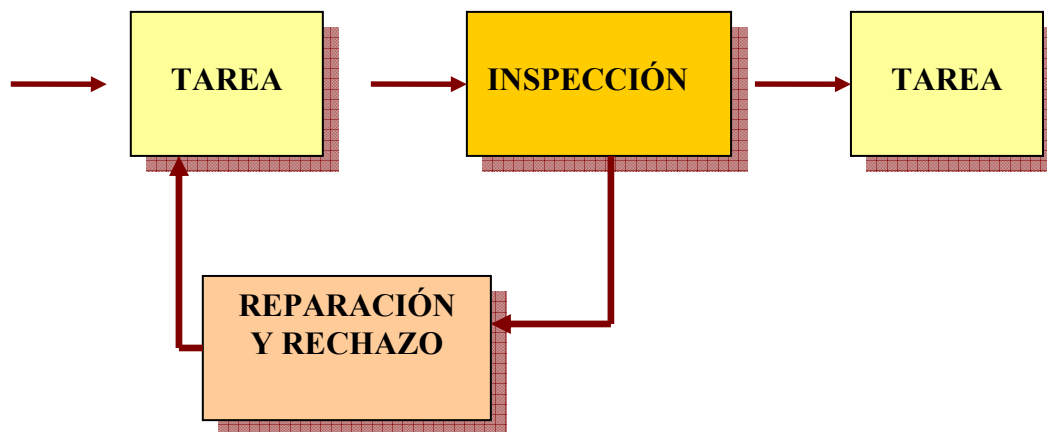 TAREA
INSPECCIÓN
TAREA
REPARACIÓN
Y RECHAZO